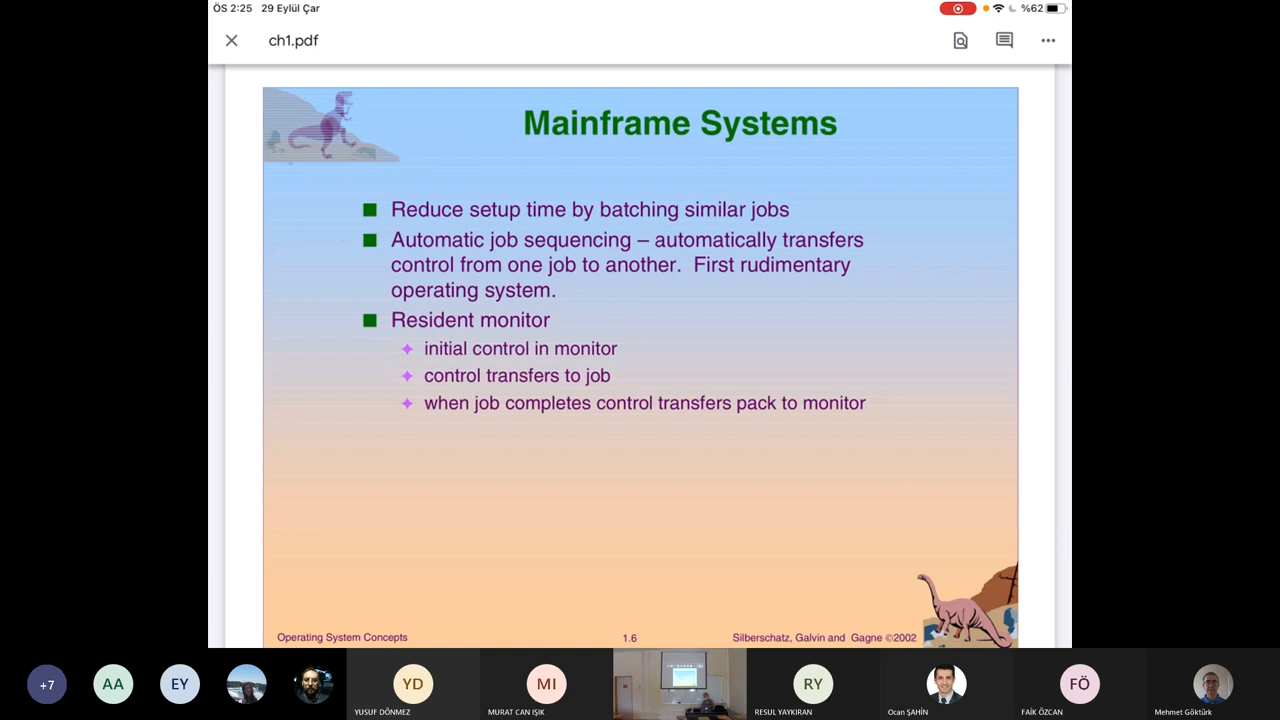 ÖS 2:25 29 Eylül Çar
%62
ch1.pdf
Mainframe Systems
Reduce setup time by batching similar jobs
Automatic job sequencing – automatically transfers
control from one job to another. First rudimentary
operating system.
Resident monitor
initial control in monitor
control transfers to job
when job completes control transfers pack to monitor
Operating System Concepts
1.6
Silberschatz, Galvin and Gagne ©2002
+7
AA
EY
YD
MI
RY
FÖ
YUSUF DÖNMEZ
MURAT CAN IŞIK
RESUL YAYKIRAN
Ocan ŞAHİN
FAİK ÖZCAN
Mehmet Göktürk